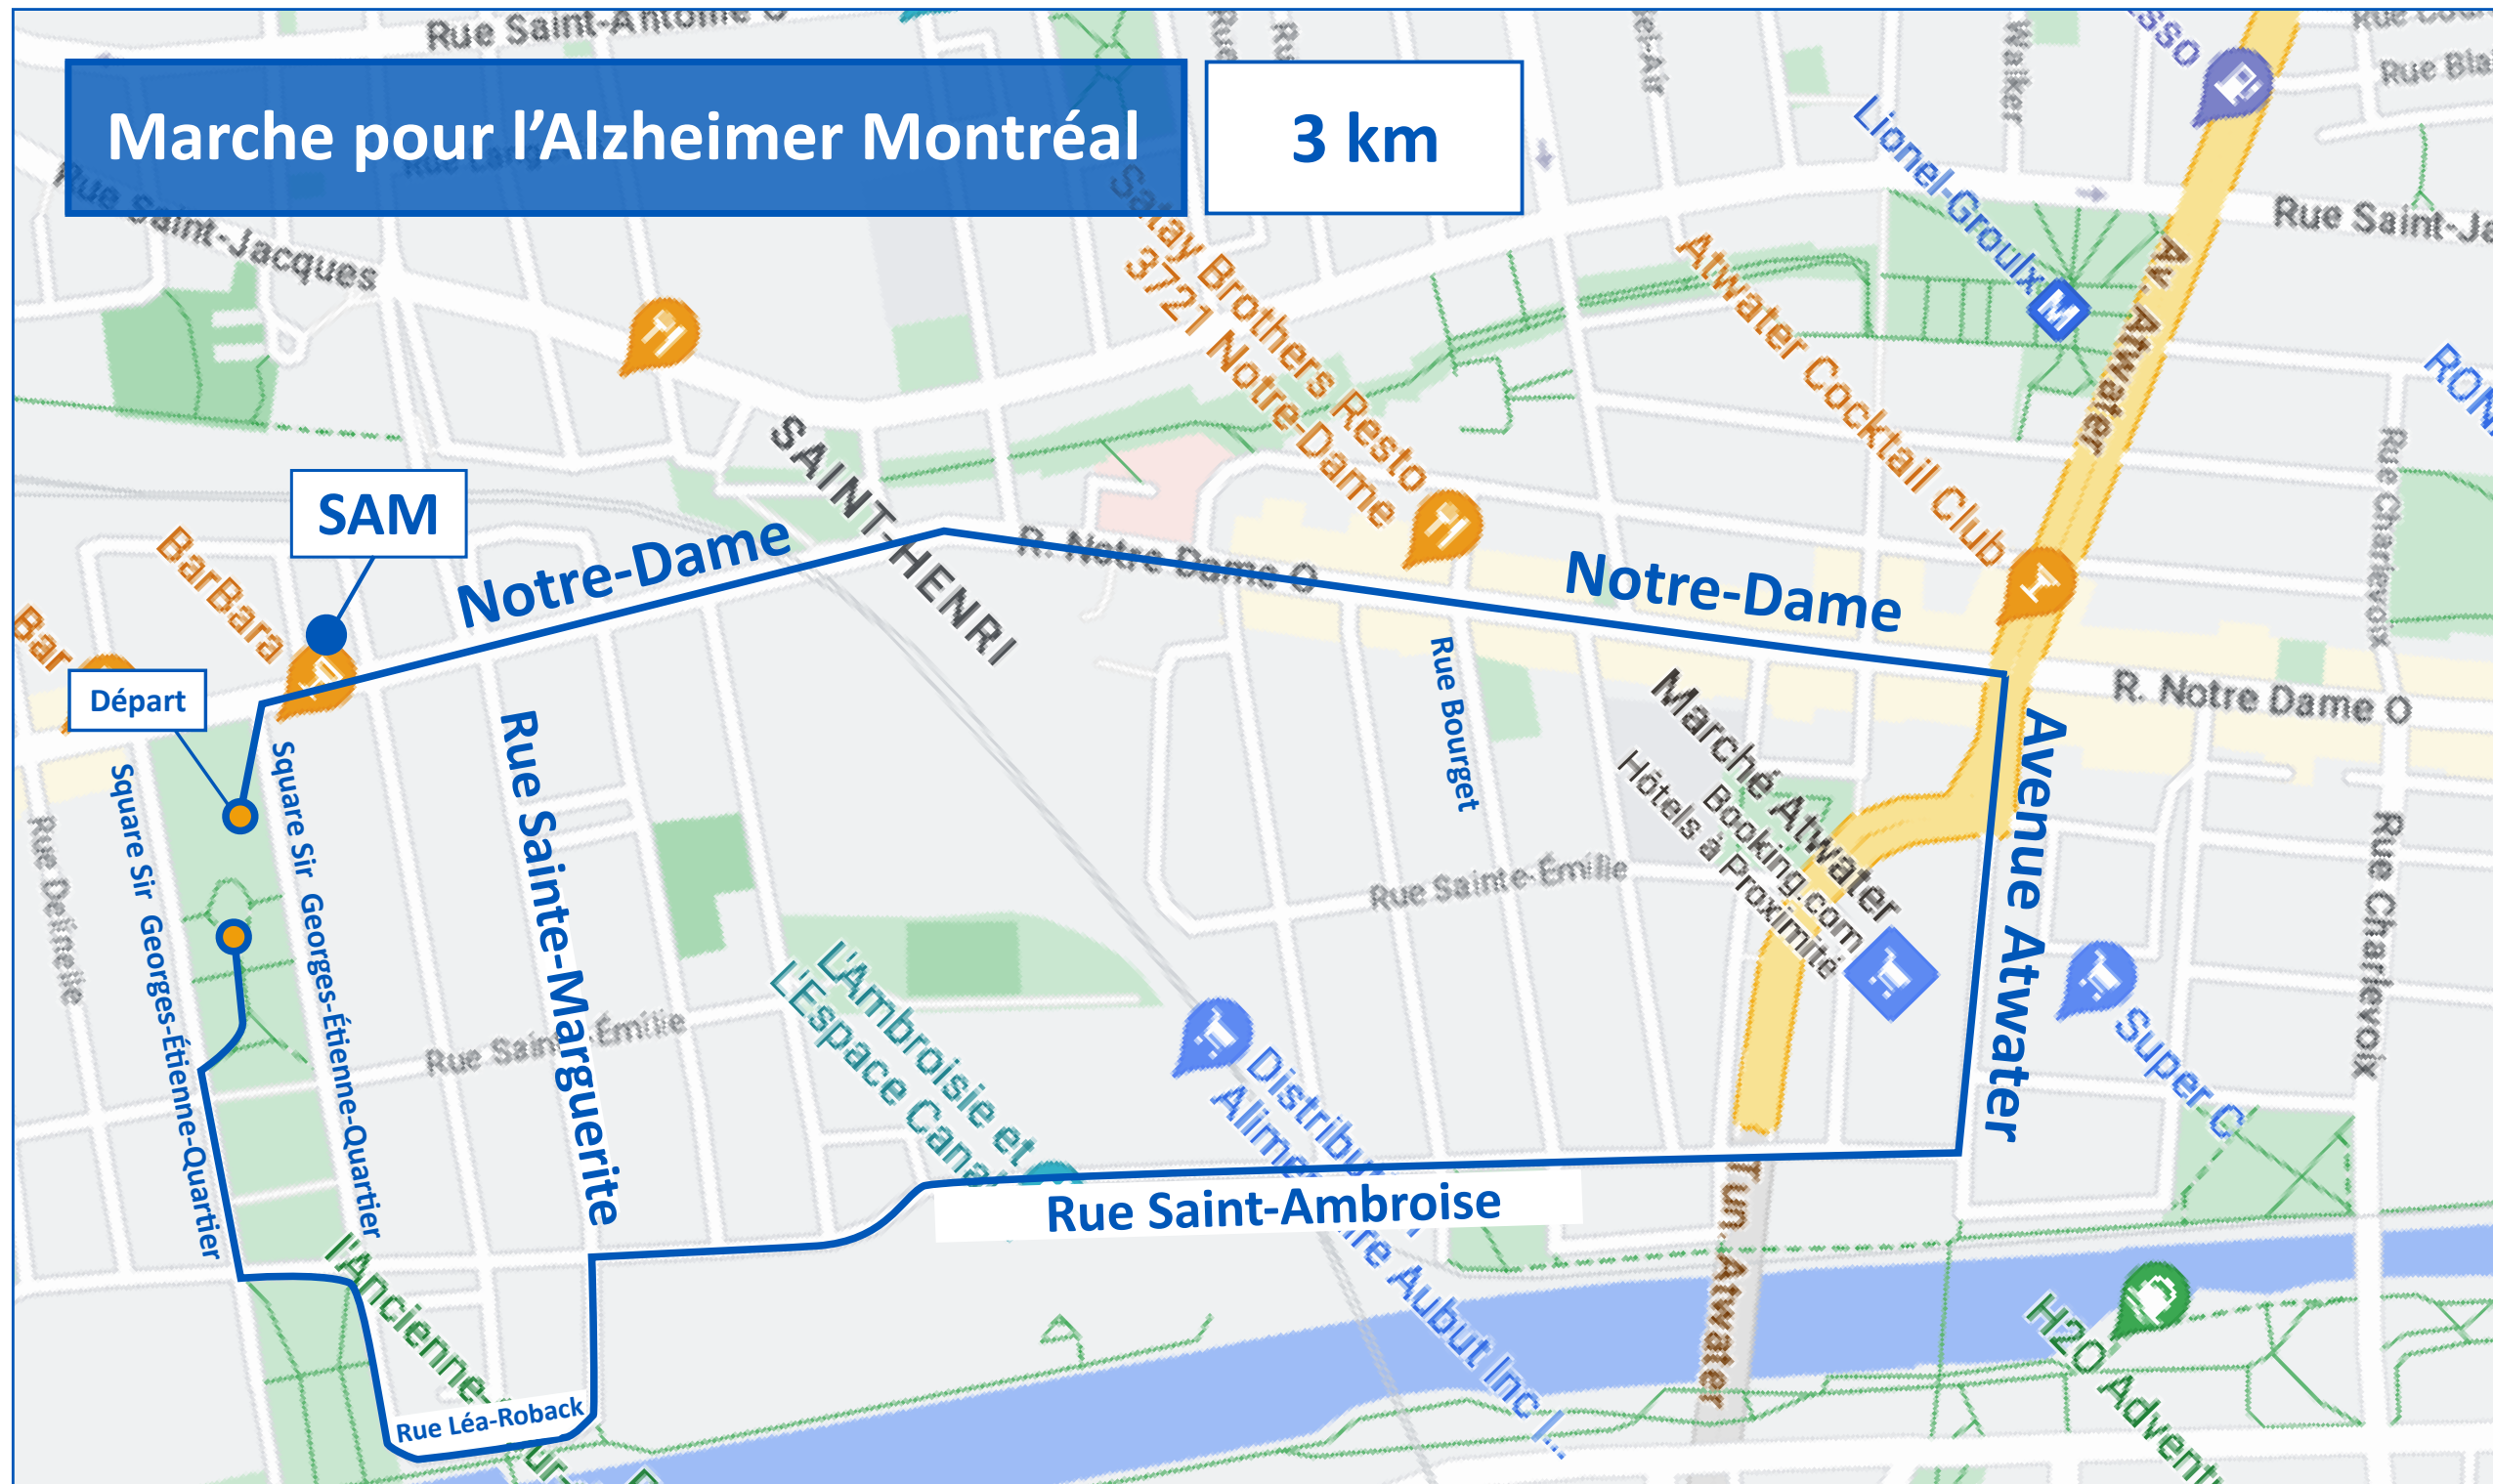 Rue Saint-Antoine O
Marche pour l'Alzheimer Montréal
3 km
Rue Saint-Jacques
Walker
Lionel-Groulx
Rue Saint-Ja
Av. Atwater
Satay Brothers Resto
3721 Notre-Dame
Atwater Cocktail Club
SAINT-HENRI
SAM
BarBara
Bar
Notre-Dame
R. Notre Dame O
Notre-Dame
R. Notre Dame O
Rue Charlevoix
Départ
Square Sir Georges-Étienne-Quartier
Square Sir Georges-Étienne-Quartier
Rue Delinelle
Rue Sainte-Marguerite
Rue Bourget
Marché Atwater
Booking.com
Hôtels à Proximité
Avenue Atwater
Rue Charlevoix
Rue Sainte-Émilie
Super C
L'Ambroisie et
L'Espace Canal
Rue Sainte-Émilie
Rue Saint-Ambroise
Tun. Atwater
H2O Advent
l'Ancienne-
Rue Léa-Roback